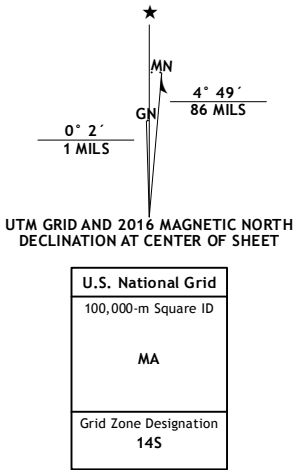 ★
MN
GN
4° 49´
86 MILS
0° 2´
1 MILS
UTM GRID AND 2016 MAGNETIC NORTH
DECLINATION AT CENTER OF SHEET
U.S. National Grid
100,000-m Square ID
MA
Grid Zone Designation
14S